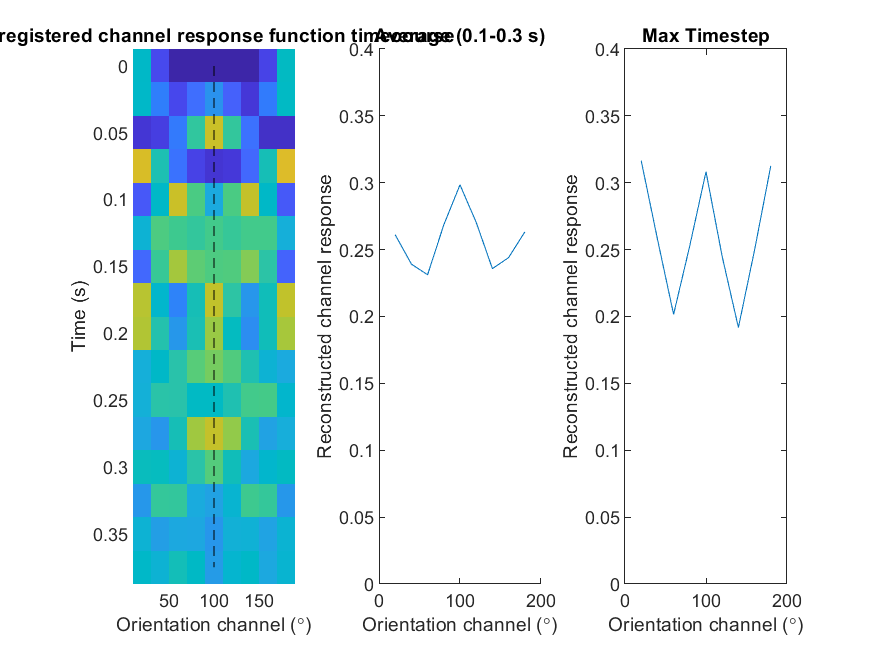 registered channel response function timecourse
Average (0.1-0.3 s)
Max Timestep
0
0.05
0.1
0.15
0.2
0.25
0.3
0.35
Time (s)
50 100 150
Orientation channel (°)
0.4
0.35
0.3
0.25
0.2
0.15
0.1
0.05
0
Reconstructed channel response
0 100 200
Orientation channel (°)
0.4
0.35
0.3
0.25
0.2
0.15
0.1
0.05
0
Reconstructed channel response
0 100 200
Orientation channel (°)